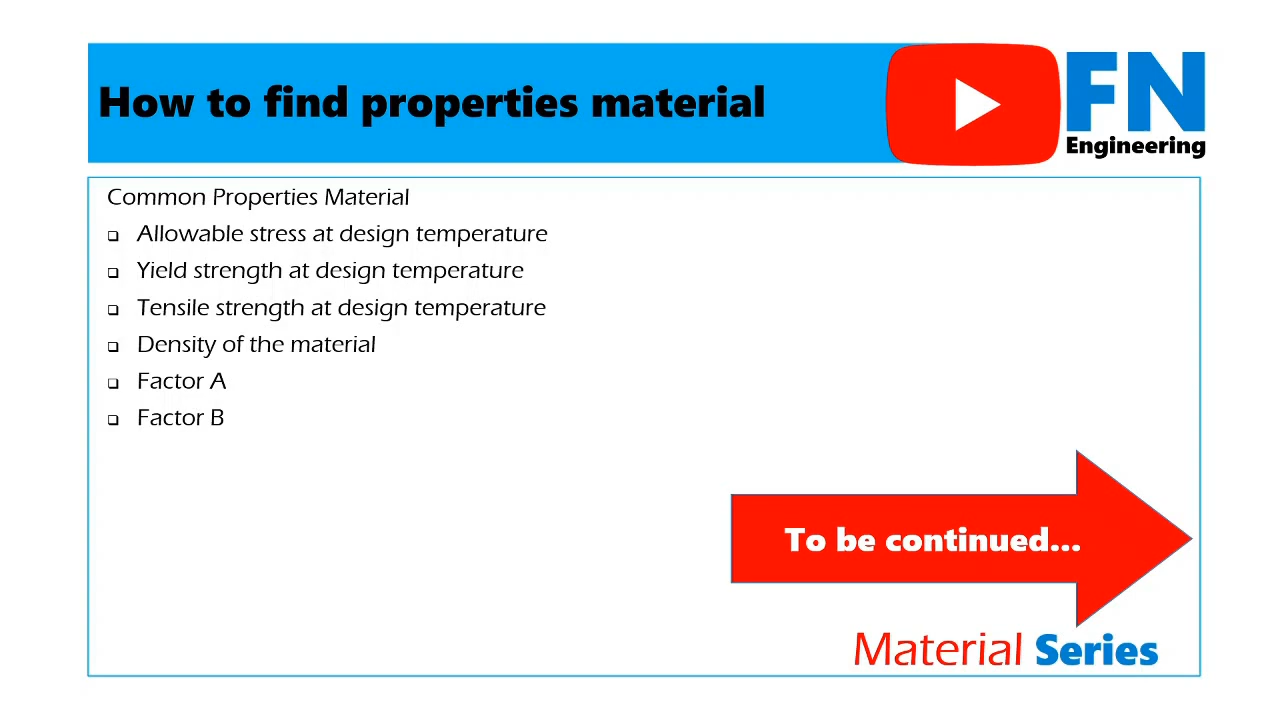 How to find properties material
FN
Engineering
Common Properties Material
❑ Allowable stress at design temperature
❑ Yield strength at design temperature
❑ Tensile strength at design temperature
❑ Density of the material
❑ Factor A
❑ Factor B
To be continued...
Material Series